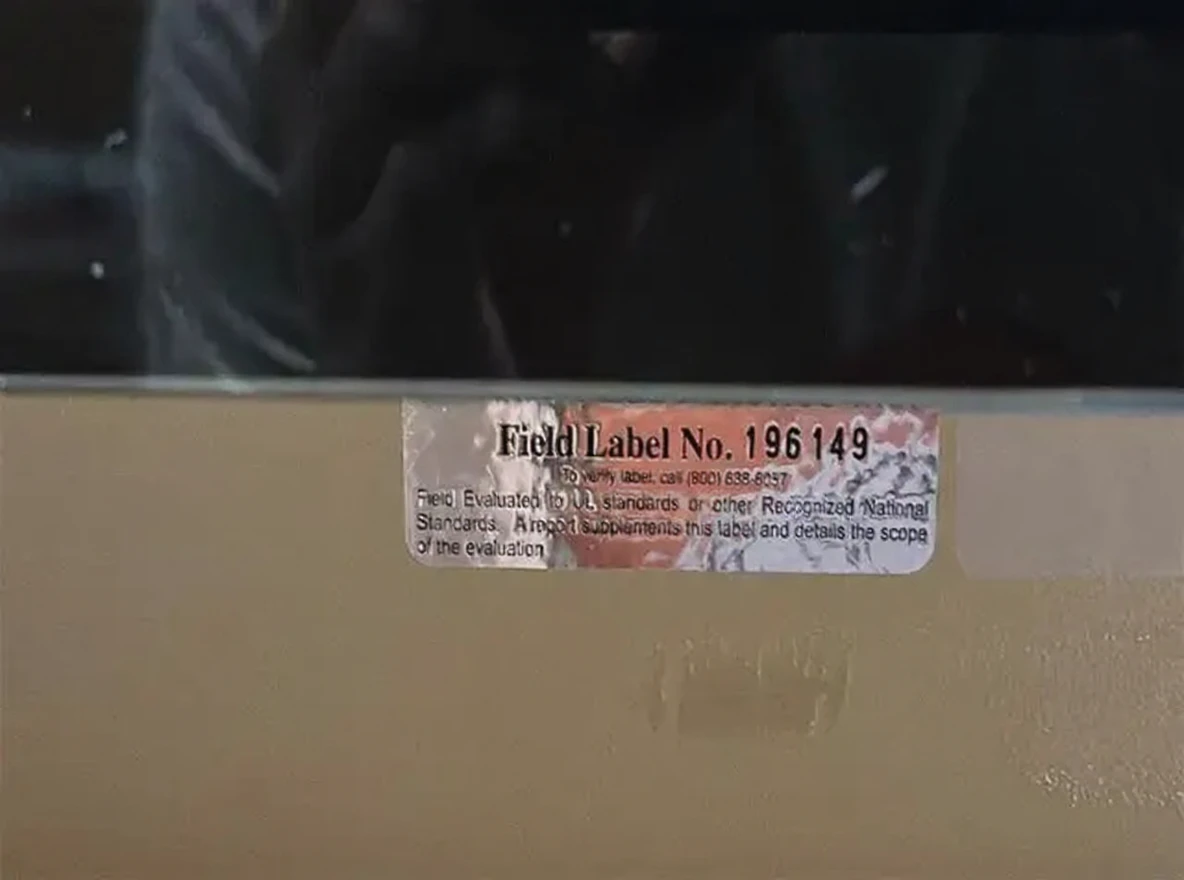 Field Label No. 196149
To verify label, call (800) 638-8057
Field Evaluated to UL standards or other Recognized National
Standards. A report supplements this label and details the scope
of the evaluation